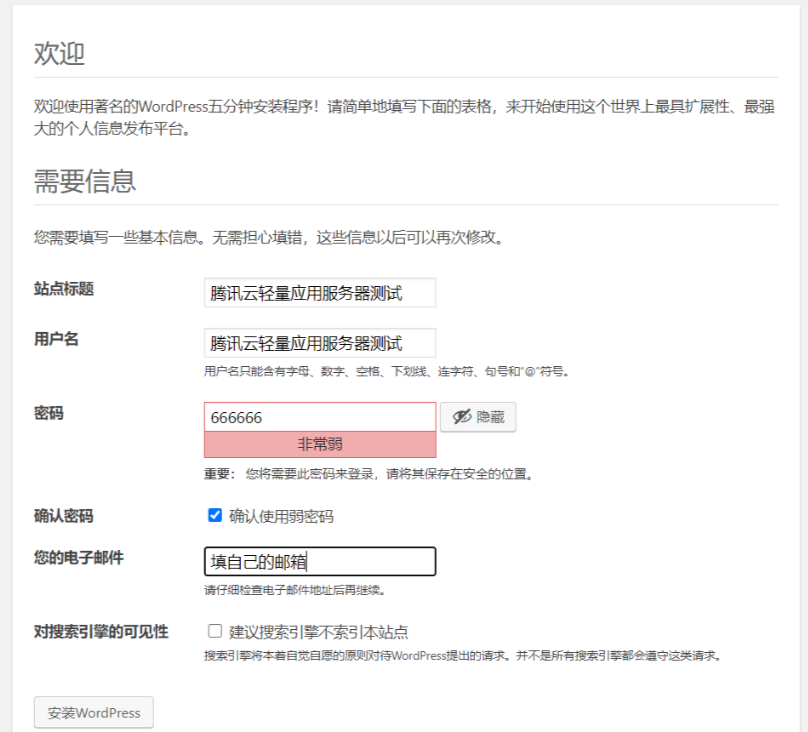 欢迎
欢迎使用著名的WordPress五分钟安装程序！请简单地填写下面的表格，来开始使用这个世界上最具扩展性、最强
大的个人信息发布平台。
需要信息
您需要填写一些基本信息。无需担心填错，这些信息以后可以再次修改。
站点标题
腾讯云轻量应用服务器测试
用户名
腾讯云轻量应用服务器测试
用户名只能含有字母、数字、空格、下划线、连字符、句号和“@”符号。
密码
666666
隐藏
非常弱
重要： 您将需要此密码来登录，请将其保存在安全的位置。
确认密码
确认使用弱密码
您的电子邮件
填自己的邮箱
请仔细检查电子邮件地址后再继续。
对搜索引擎的可见性
建议搜索引擎不索引本站点
搜索引擎将本着自觉自愿的原则对待WordPress提出的请求。并不是所有搜索引擎都会遵守这类请求。
安装WordPress